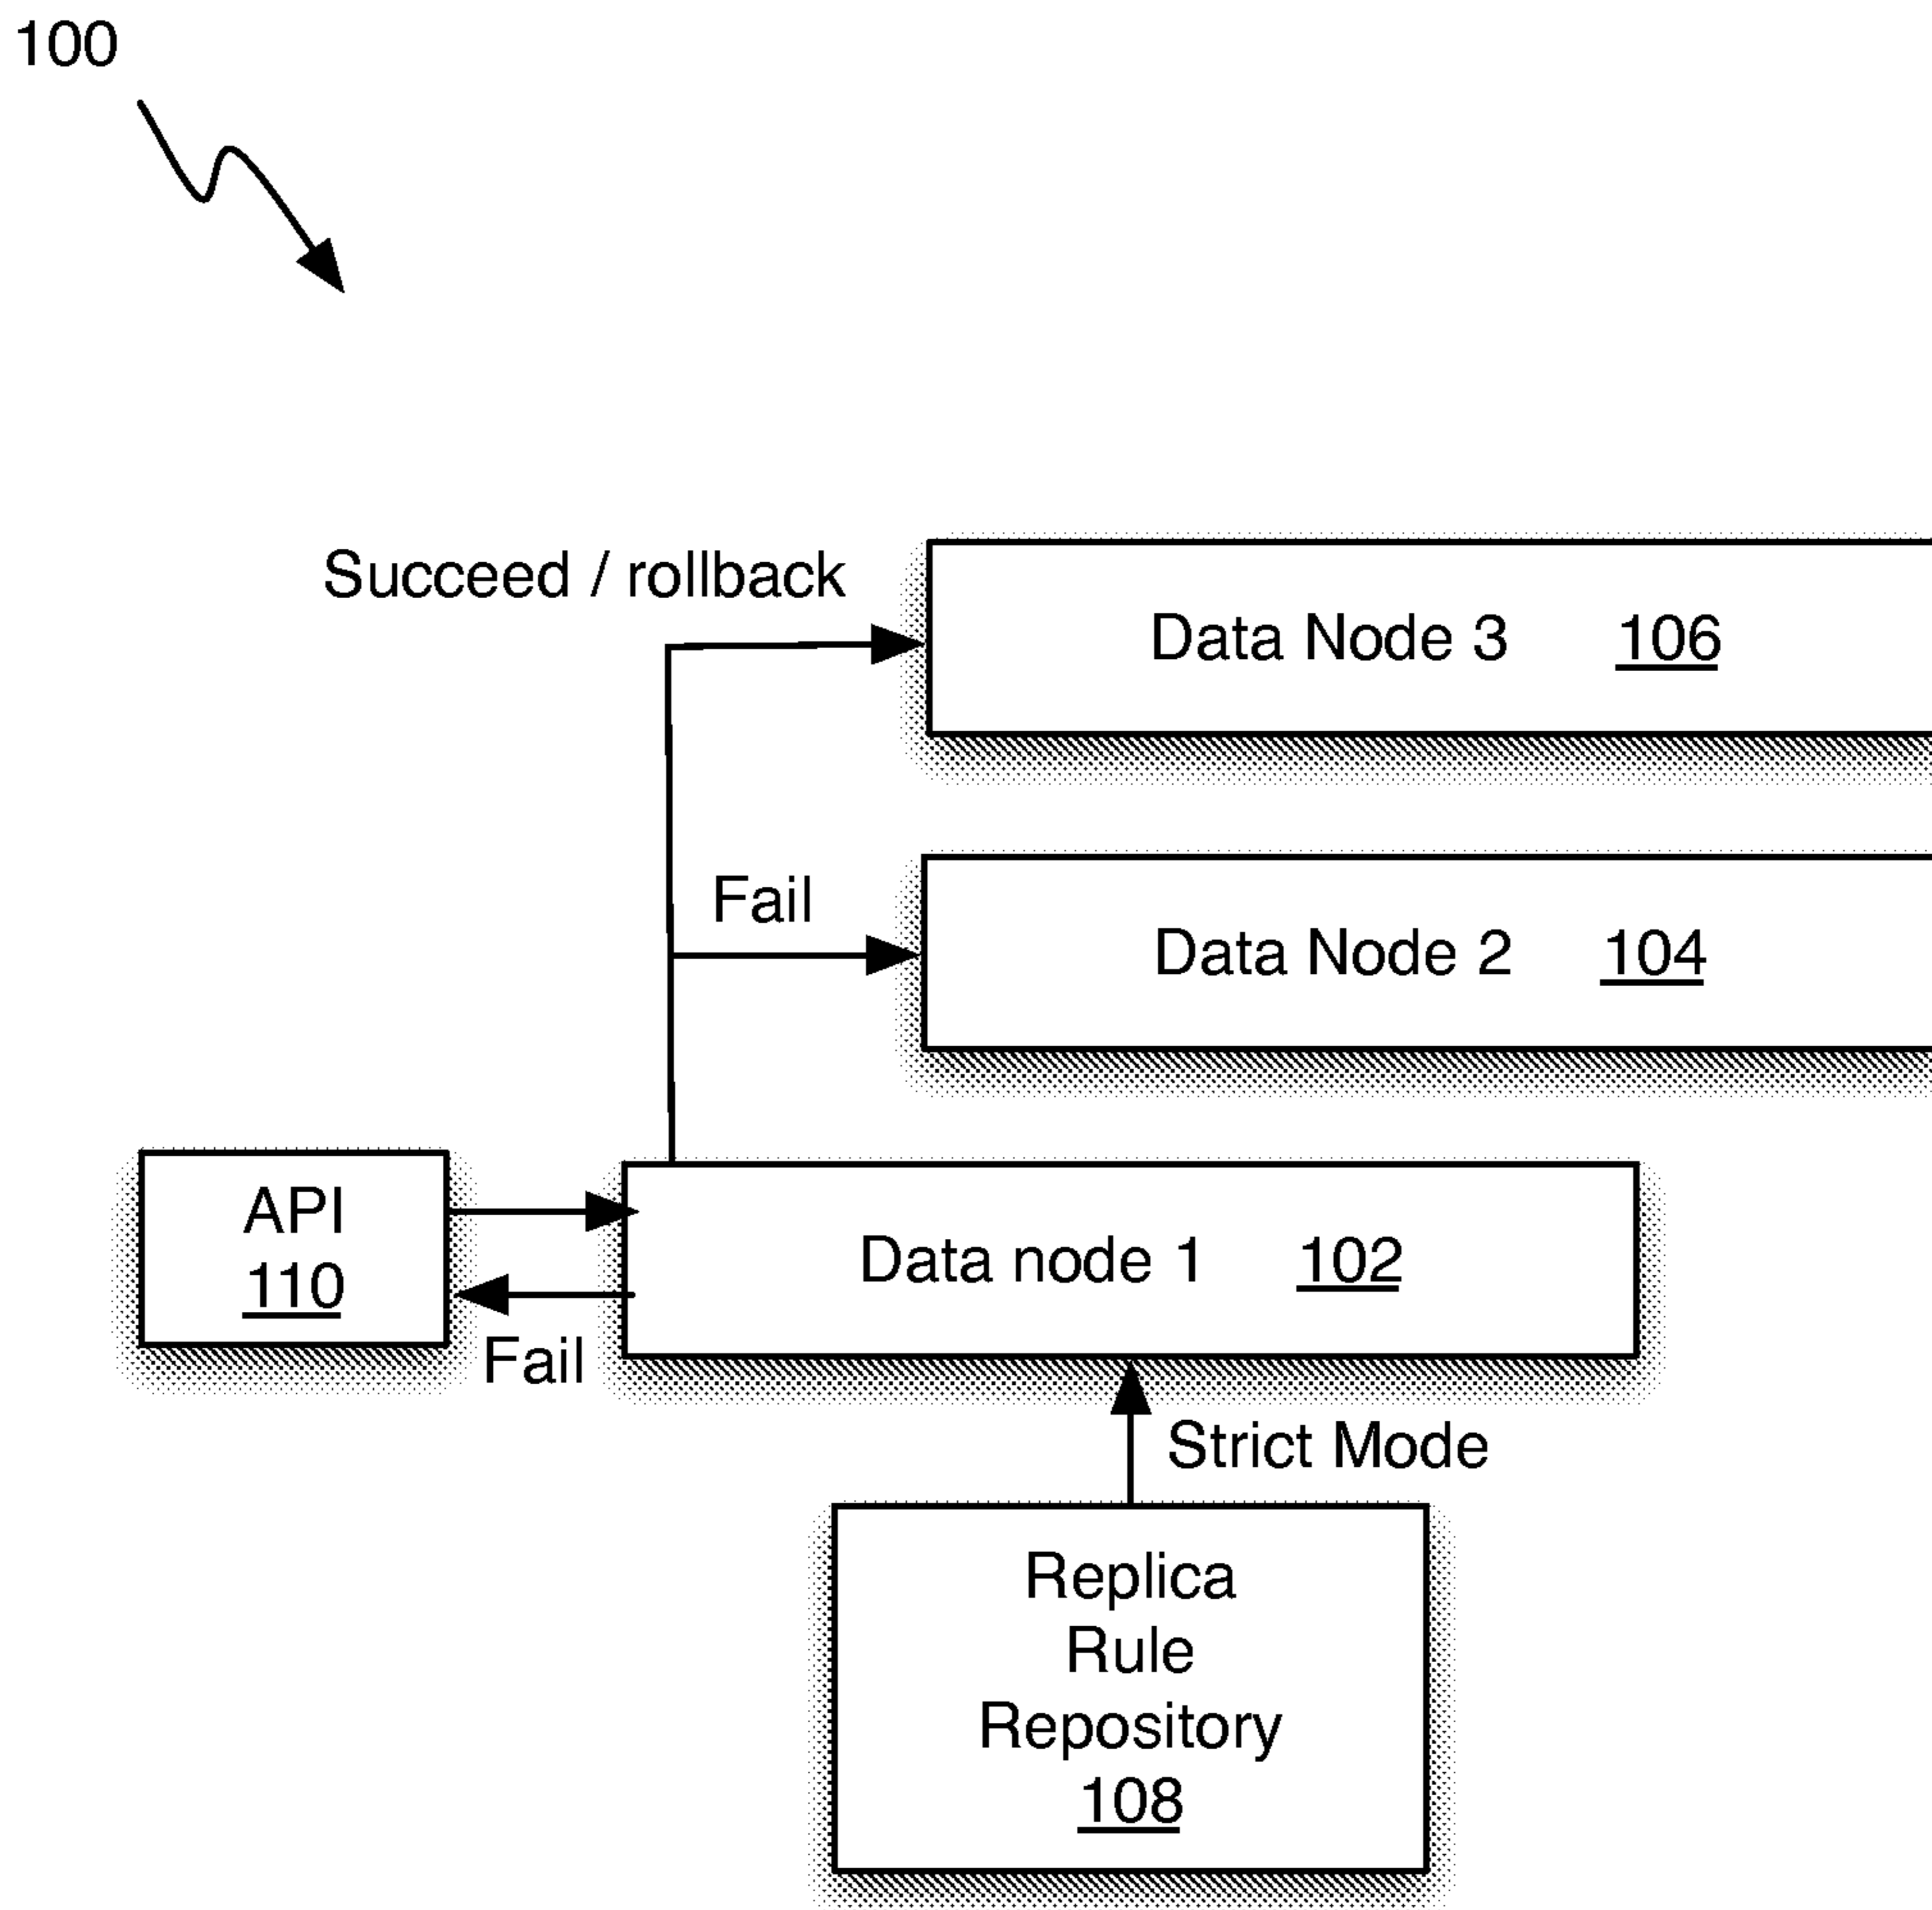 100
Succeed / rollback
Data Node 3 106
Fail
Data Node 2 104
API
110
Data node 1 102
Fail
Strict Mode
Replica
Rule
Repository
108